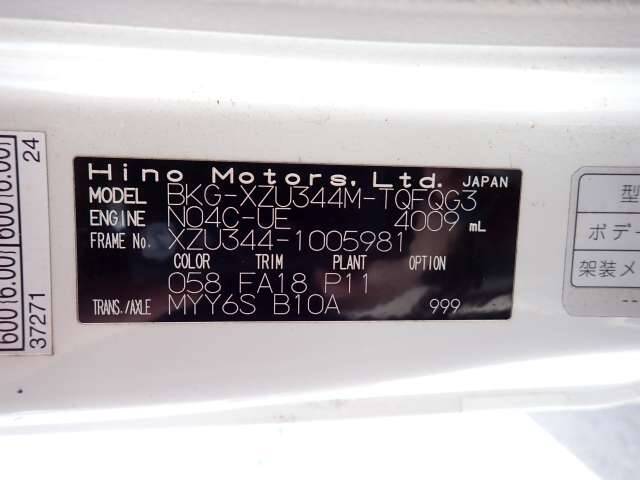 Hino Motors, Ltd. JAPAN
MODEL BKG-XZU344M-TQFQG3
ENGINE N04C-UE 4009 mL
FRAME No. XZU344-1005981
COLOR TRIM PLANT OPTION
058 FA18 P11
TRANS./AXLE MYY6S B10A 999
24
37271
型
ボデー
架装メ